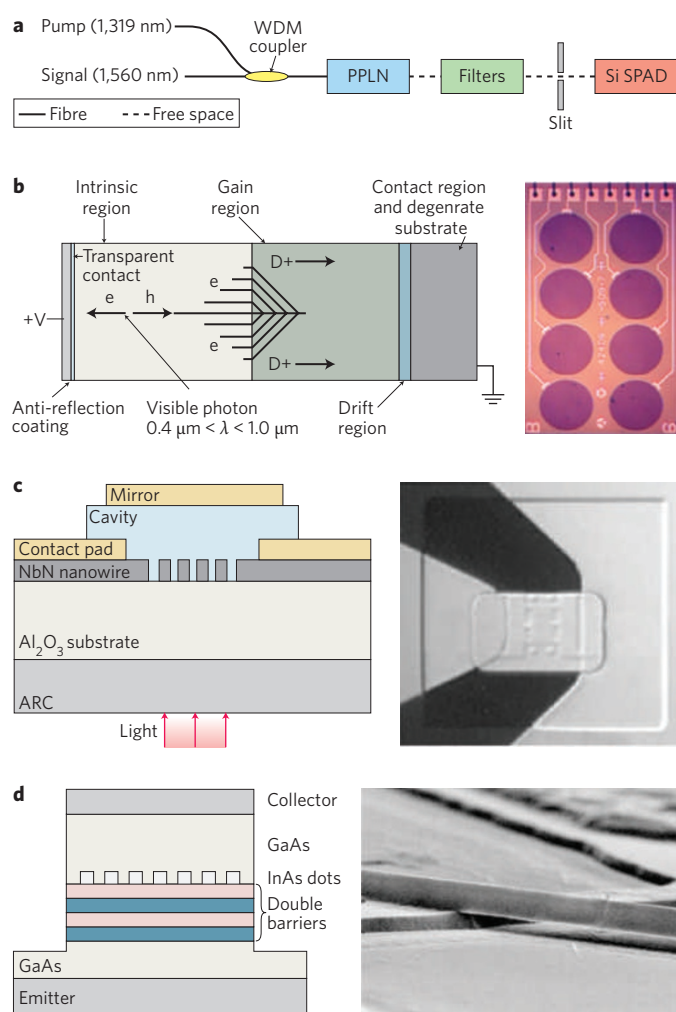 a
Pump (1,319 nm)
WDM
coupler
Signal (1,560 nm)
PPLN
Filters
Si SPAD
Slit
Fibre
Free space
b
Intrinsic
region
Gain
region
Contact region
and degenrate
substrate
Transparent
contact
D+
e
h
e
+V
e
D+
Anti-reflection
coating
Visible photon
0.4 μm < λ < 1.0 μm
Drift
region
c
Mirror
Cavity
Contact pad
NbN nanowire
Al₂O₃ substrate
ARC
Light
d
Collector
GaAs
InAs dots
Double
barriers
GaAs
Emitter